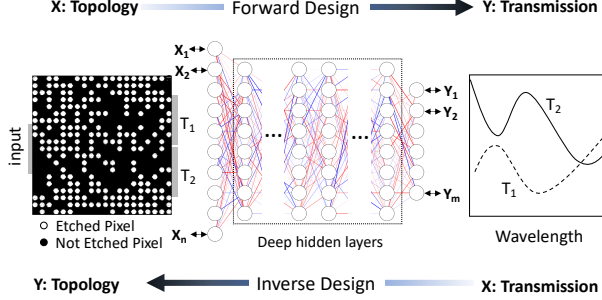 X: Topology Forward Design Y: Transmission
X1
X2
Xn
input
T1
T2
Etched Pixel
Not Etched Pixel
...
...
Deep hidden layers
Y1
Y2
Ym
T2
T1
Wavelength
Y: Topology Inverse Design X: Transmission